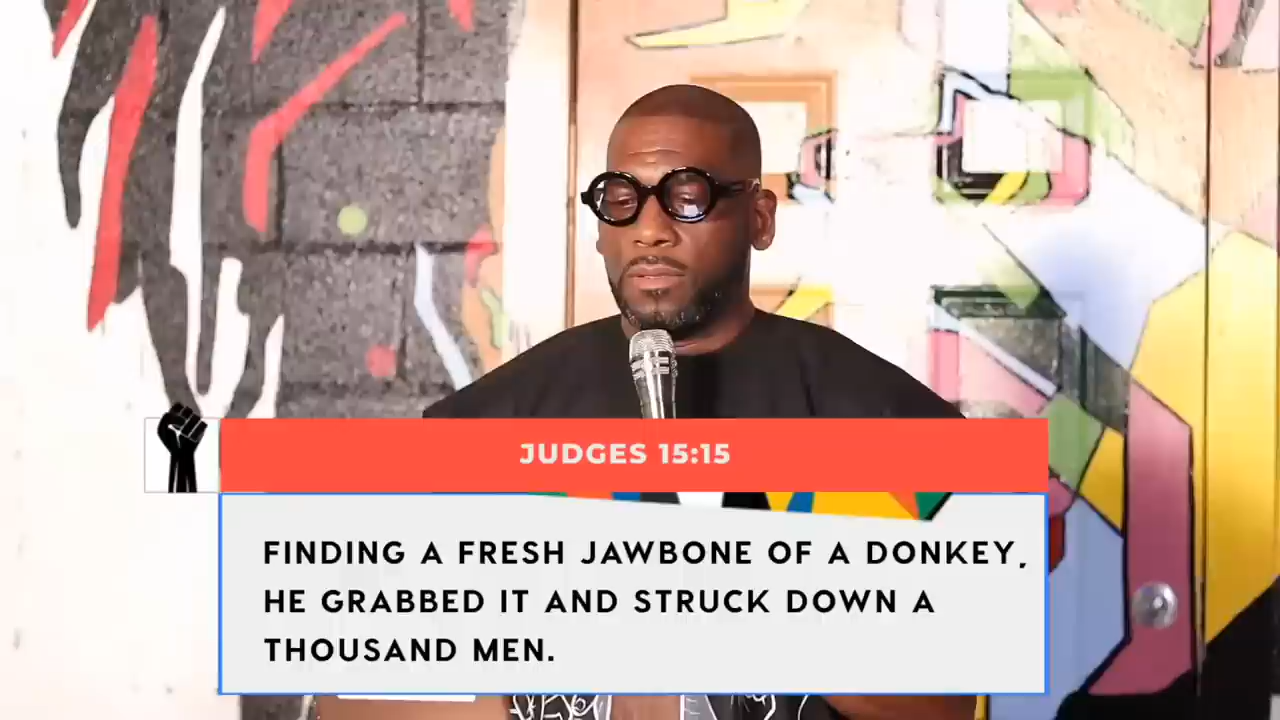 JUDGES 15:15
FINDING A FRESH JAWBONE OF A DONKEY,
HE GRABBED IT AND STRUCK DOWN A
THOUSAND MEN.